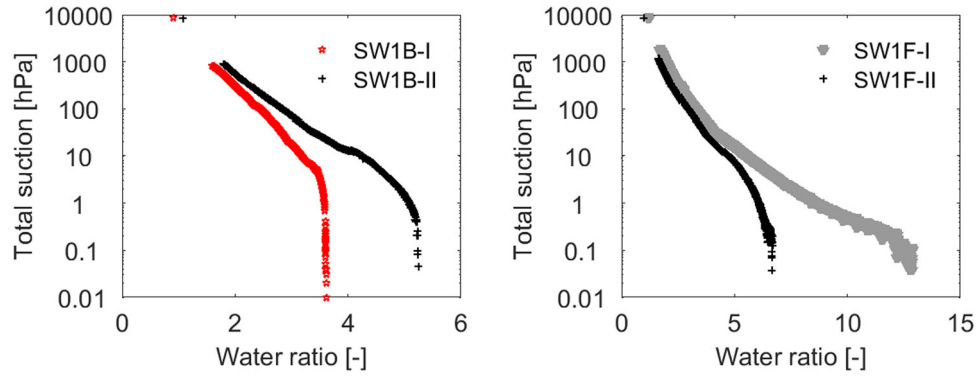 Total suction [hPa]
10000
1000
100
10
1
0.1
0.01
SW1B-I
SW1B-II
0 2 4 6
Water ratio [-]
Total suction [hPa]
10000
1000
100
10
1
0.1
0.01
SW1F-I
SW1F-II
0 5 10 15
Water ratio [-]